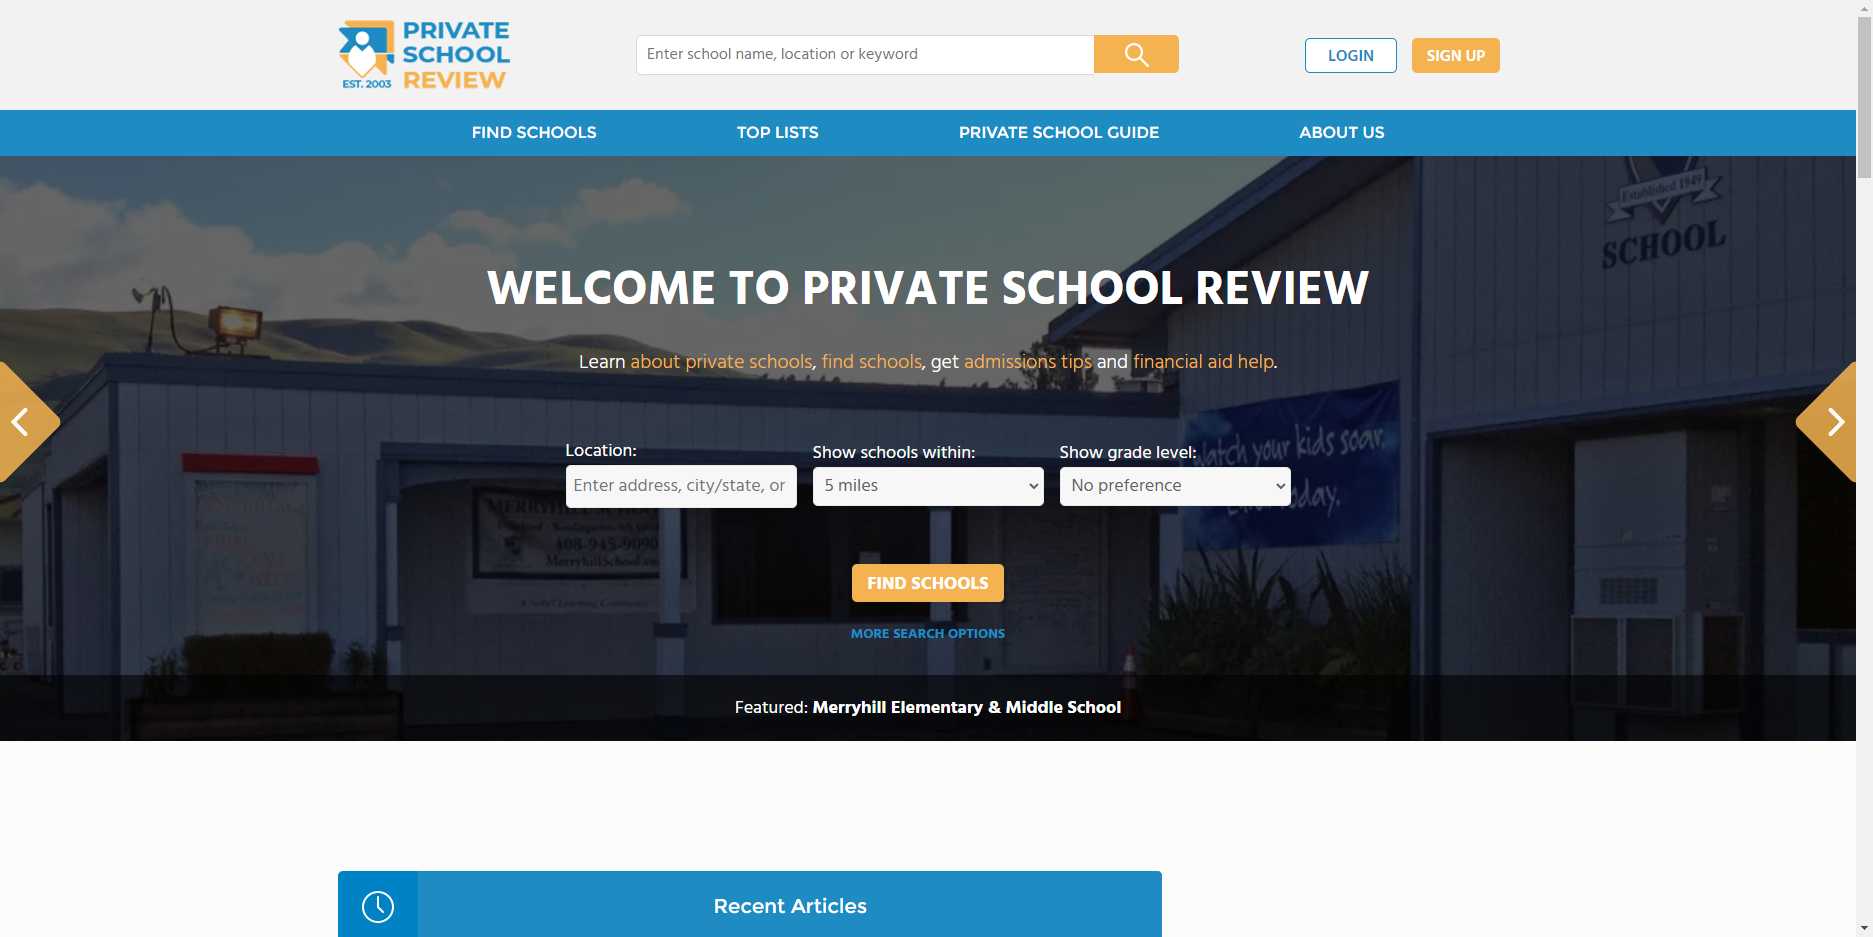 PRIVATE
SCHOOL
REVIEW
EST. 2003
Enter school name, location or keyword
LOGIN
SIGN UP
FIND SCHOOLS
TOP LISTS
PRIVATE SCHOOL GUIDE
ABOUT US
Established 1949
SCHOOL
WELCOME TO PRIVATE SCHOOL REVIEW
Learn about private schools, find schools, get admissions tips and financial aid help.
Watch your kids soar,
today.
Location:
Show schools within:
Show grade level:
Enter address, city/state, or
5 miles
No preference
MERRYHILL SCHOOL
408-945-9090
MerryhillSchool.com
FIND SCHOOLS
MORE SEARCH OPTIONS
Featured: Merryhill Elementary & Middle School
Recent Articles